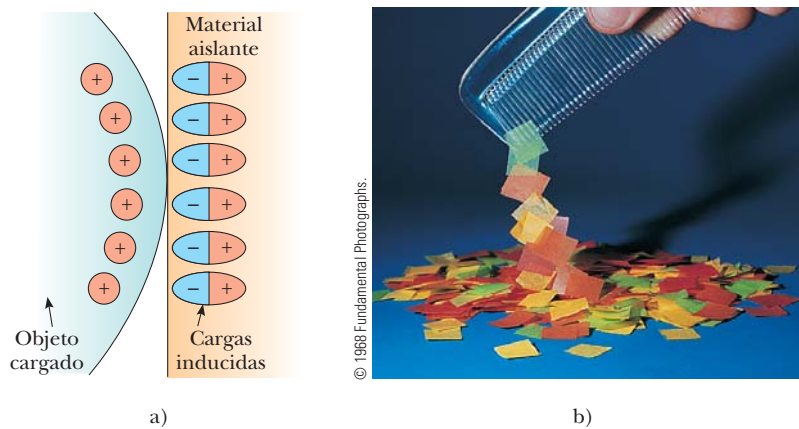 Material
aislante
+
+
+
+
+
+
− +
− +
− +
− +
− +
− +
Objeto
cargado
Cargas
inducidas
a)
© 1968 Fundamental Photographs.
b)